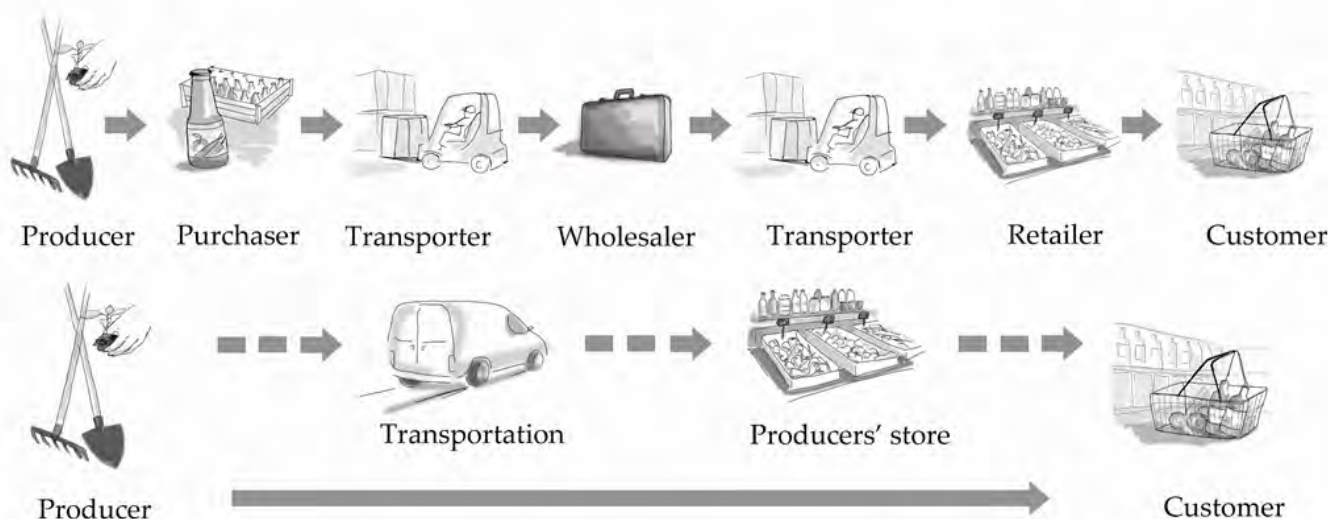 Producer Purchaser Transporter Wholesaler Transporter Retailer Customer
Transportation Producers' store
Producer Customer